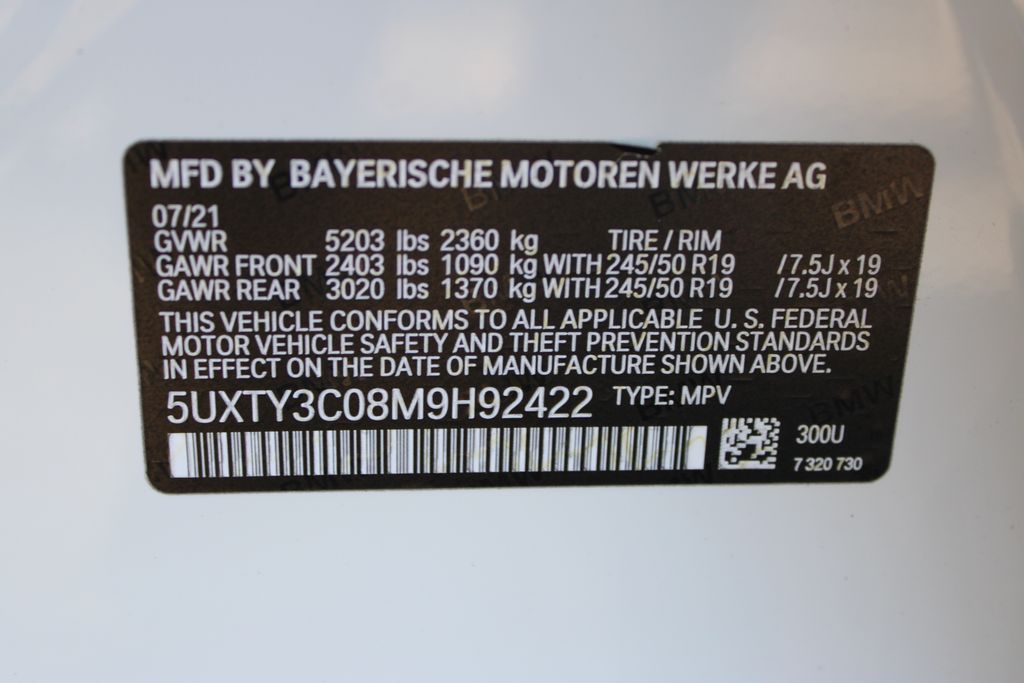 MFD BY BAYERISCHE MOTOREN WERKE AG
BMW
07/21
GVWR 5203 lbs 2360 kg TIRE / RIM
GAWR FRONT 2403 lbs 1090 kg WITH 245/50 R19 /7.5J x 19
GAWR REAR 3020 lbs 1370 kg WITH 245/50 R19 /7.5J x 19
THIS VEHICLE CONFORMS TO ALL APPLICABLE U. S. FEDERAL
MOTOR VEHICLE SAFETY AND THEFT PREVENTION STANDARDS
IN EFFECT ON THE DATE OF MANUFACTURE SHOWN ABOVE.
5UXTY3C08M9H92422 TYPE: MPV
300U
7 320 730